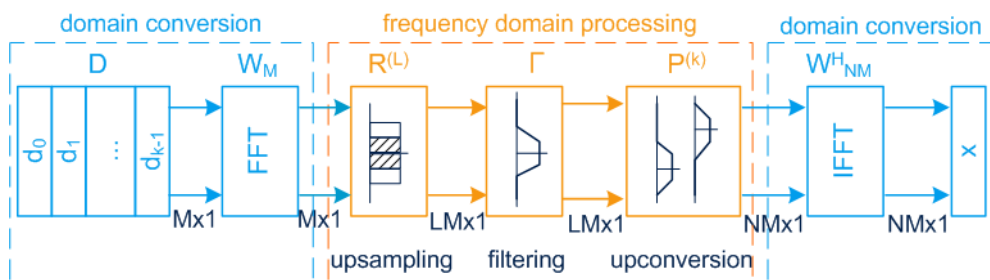 domain conversion
frequency domain processing
domain conversion
D
W_M
R^(L)
Γ
P^(k)
W^H_NM
d_0
d_1
...
d_k-1
FFT
IFFT
x
Mx1
Mx1
LMx1
LMx1
NMx1
NMx1
upsampling
filtering
upconversion